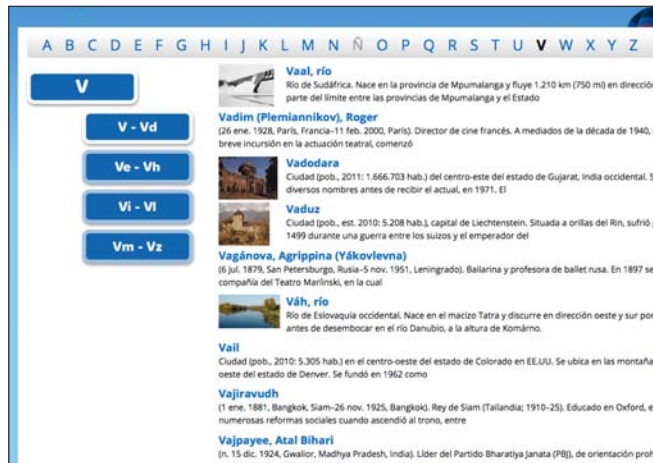 A B C D E F G H I J K L M N Ñ O P Q R S T U V W X Y Z
V
V - Vd
Ve - Vh
Vi - Vl
Vm - Vz
Vaal, río
Río de Sudáfrica. Nace en la provincia de Mpumalanga y fluye 1.210 km (750 mi) en direcció
parte del límite entre las provincias de Mpumalanga y el Estado
Vadim (Plemiannikov), Roger
(26 ene. 1928, París, Francia–11 feb. 2000, París). Director de cine francés. A mediados de la década de 1940,
breve incursión en la actuación teatral, comenzó
Vadodara
Ciudad (pob., 2011: 1.666.703 hab.) del centro-este del estado de Gujarat, India occidental. S
diversos nombres antes de recibir el actual, en 1971. El
Vaduz
Ciudad (pob., est. 2010: 5.208 hab.), capital de Liechtenstein. Situada a orillas del Rin, sufrió
1499 durante una guerra entre los suizos y el emperador del
Vagánova, Agrippina (Yákovlevna)
(6 jul. 1879, San Petersburgo, Rusia–5 nov. 1951, Leningrado). Bailarina y profesora de ballet rusa. En 1897 se
compañía del Teatro Mariínski, en la cual
Váh, río
Río de Eslovaquia occidental. Nace en el macizo Tatra y discurre en dirección oeste y sur por
antes de desembocar en el río Danubio, a la altura de Komárno.
Vail
Ciudad (pob., 2010: 5.305 hab.) en el centro-oeste del estado de Colorado en EE.UU. Se ubica en las montaña
oeste del estado de Denver. Se fundó en 1962 como
Vajiravudh
(1 ene. 1881, Bangkok, Siam–26 nov. 1925, Bangkok). Rey de Siam (Tailandia; 1910–25). Educado en Oxford, e
numerosas reformas sociales cuando ascendió al trono, entre
Vajpayee, Atal Bihari
(n. 15 dic. 1924, Gwalior, Madhya Pradesh, India). Líder del Partido Bharatiya Janata (PBJ), de orientación proh